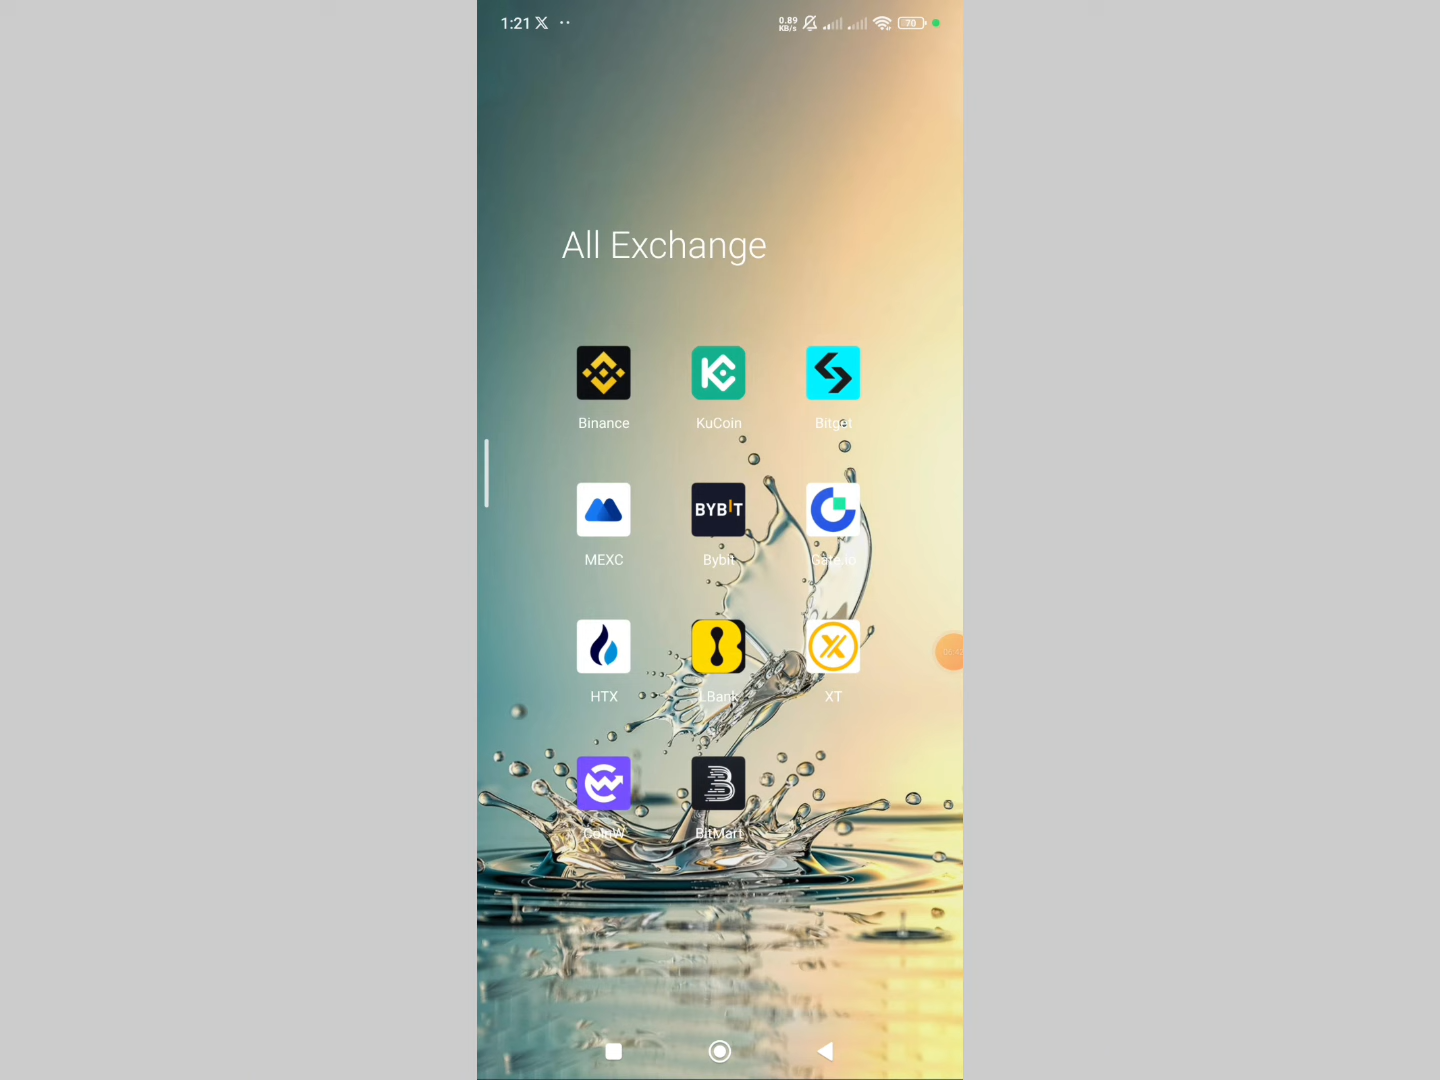 1:21
0.89
KB/s
70
All Exchange
Binance KuCoin Bitget
BYBIT
MEXC Bybit Gate.io
HTX LBank XT
CoinW BitMart